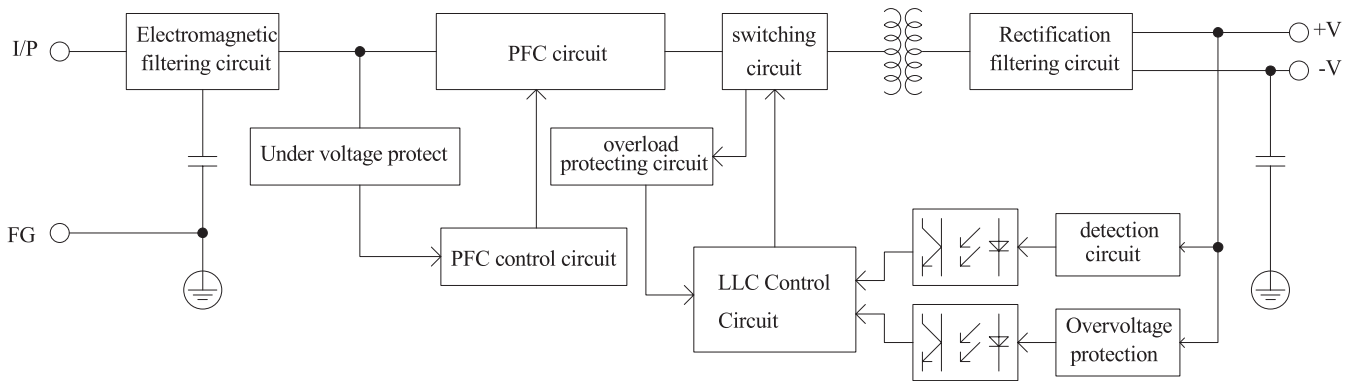 I/P
Electromagnetic
filtering circuit
PFC circuit
switching
circuit
Rectification
filtering circuit
+V
-V
Under voltage protect
overload
protecting circuit
FG
PFC control circuit
LLC Control
Circuit
detection
circuit
Overvoltage
protection